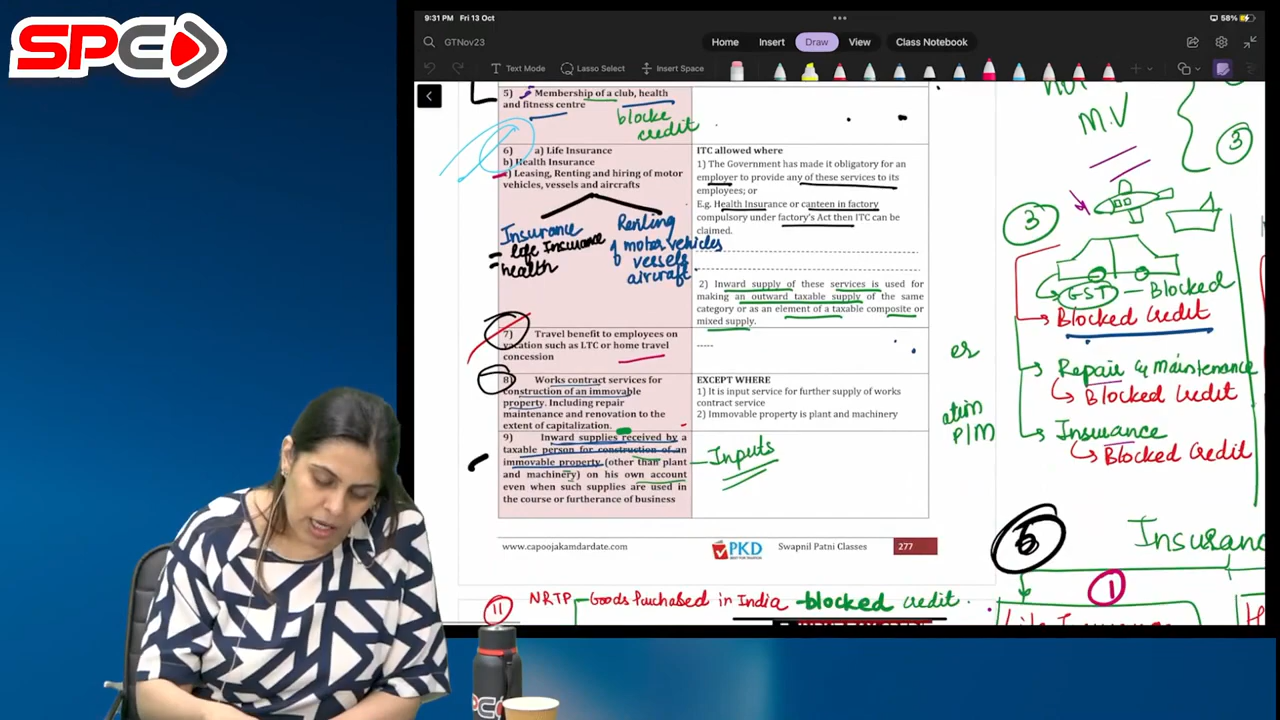 SPC
9:31 PM Fri 13 Oct
58%
GTNov23
Home Insert Draw View Class Notebook
Text Mode Lasso Select Insert Space
5) Membership of a club, health
and fitness centre
blocke
credit
6) a) Life Insurance
b) Health Insurance
c) Leasing, Renting and hiring of motor
vehicles, vessels and aircrafts
Insurance
life Insurance
health
Renting
of motor vehicles
vessels
aircraft
ITC allowed where
1) The Government has made it obligatory for an
employer to provide any of these services to its
employees; or
E.g. Health Insurance or canteen in factory
compulsory under factory's Act then ITC can be
claimed.
2) Inward supply of these services is used for
making an outward taxable supply of the same
category or as an element of a taxable composite or
mixed supply.
7) Travel benefit to employees on
vacation such as LTC or home travel
concession
-----
8) Works contract services for
construction of an immovable
property. Including repair
maintenance and renovation to the
extent of capitalization.
EXCEPT WHERE
1) It is input service for further supply of works
contract service
2) Immovable property is plant and machinery
9) Inward supplies received by a
taxable person for construction of an
immovable property (other than plant
and machinery) on his own account
even when such supplies are used in
the course or furtherance of business
Inputs
www.capoojakamdardate.com
PKD
Swapnil Patni Classes
277
11 NRTP - Goods Purchased in India - blocked credit.
M.V
3
3
GST - Blocked
Blocked Credit
Repair & Maintenance
Blocked Credit
Insurance
Blocked Credit
er
ation
P/M
6
Insuranc
1